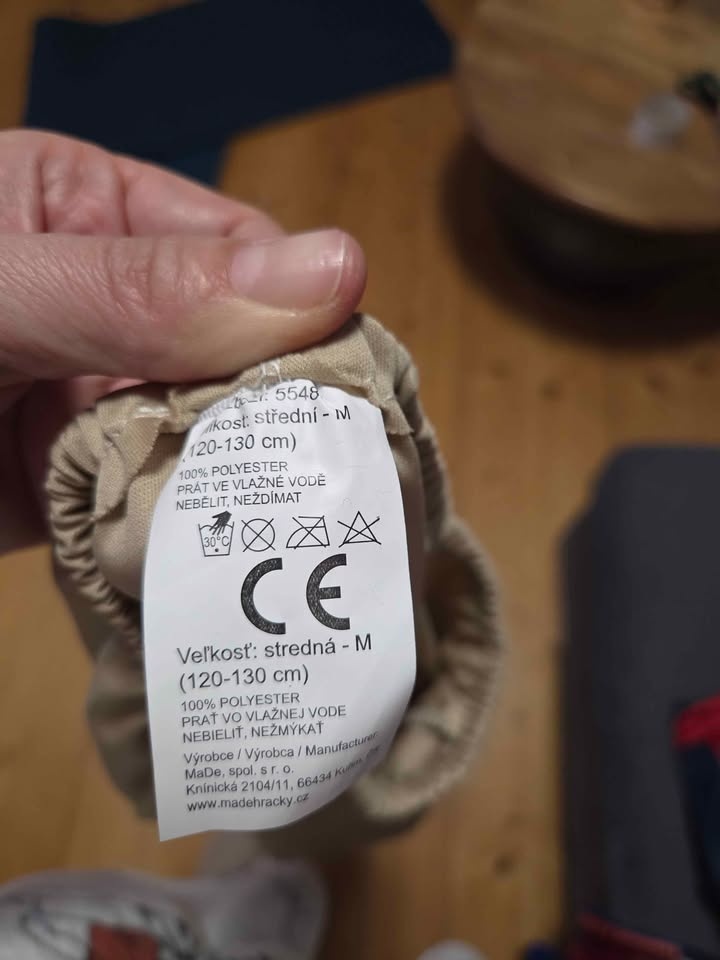 5548
střední - M
(120-130 cm)
100% POLYESTER
PRÁT VE VLAŽNÉ VODĚ
NEBĚLIT, NEŽDÍMAT
30°C
CE
Veľkosť: stredná - M
(120-130 cm)
100% POLYESTER
PRAŤ VO VLAŽNEJ VODE
NEBIELIŤ, NEŽMÝKAŤ
Výrobce / Výrobca / Manufacturer
MaDe, spol. s r. o.
Knínická 2104/11, 66434 Kuřim,
www.madehracky.cz